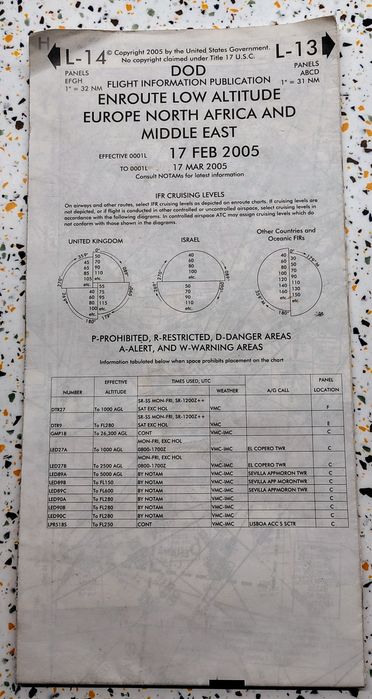 H
L-14
© Copyright 2005 by the United States Government.
No copyright claimed under Title 17 U.S.C.
L-13
PANELS
EFGH
1" = 32 NM
DOD
FLIGHT INFORMATION PUBLICATION
PANELS
ABCD
1" = 31 NM
ENROUTE LOW ALTITUDE
EUROPE NORTH AFRICA AND
MIDDLE EAST
EFFECTIVE 0001L 17 FEB 2005
TO 0001L 17 MAR 2005
Consult NOTAMs for latest information
IFR CRUISING LEVELS
On airways and other routes, select IFR cruising levels as depicted on enroute charts. If cruising levels are
not depicted, or if flight is conducted in other controlled or uncontrolled airspace, select cruising levels in
accordance with the following diagrams. In controlled airspace ATC may assign cruising levels which do
not conform with those shown in the diagrams.
UNITED KINGDOM
ISRAEL
Other Countries and
Oceanic FIRs
P-PROHIBITED, R-RESTRICTED, D-DANGER AREAS
A-ALERT, AND W-WARNING AREAS
Information tabulated below when space prohibits placement on the chart
NUMBER EFFECTIVE ALTITUDE TIMES USED, UTC WEATHER A/G CALL PANEL LOCATION
SR-SS MON-FRI, SR-1200Z++
DTR27 To 1000 AGL SAT EXC HOL VMC F
SR-SS MON-FRI, SR-1200Z++
DTR9 To FL280 SAT EXC HOL VMC E
GMP18 To 26,300 AGL CONT VMC-IMC C
MON-FRI, EXC HOL
LED27A To 1000 AGL 0800-1700Z VMC-IMC EL COPERO TWR C
MON-FRI, EXC HOL
LED27B To 2500 AGL 0800-1700Z VMC-IMC EL COPERO TWR C
LED89A To 5000 AGL BY NOTAM VMC-IMC SEVILLA APPMORON TWR C
LED89B To FL150 BY NOTAM VMC-IMC SEVILLA APP MORONTWR C
LED89C To FL600 BY NOTAM VMC-IMC SEVILLA APPMORON TWR C
LED90A To FL280 BY NOTAM VMC-IMC C
LED90B To FL280 BY NOTAM VMC-IMC C
LED90C To FL280 BY NOTAM VMC-IMC C
LPR51BS To FL250 CONT VMC-IMC LISBOA ACC S SCTR C